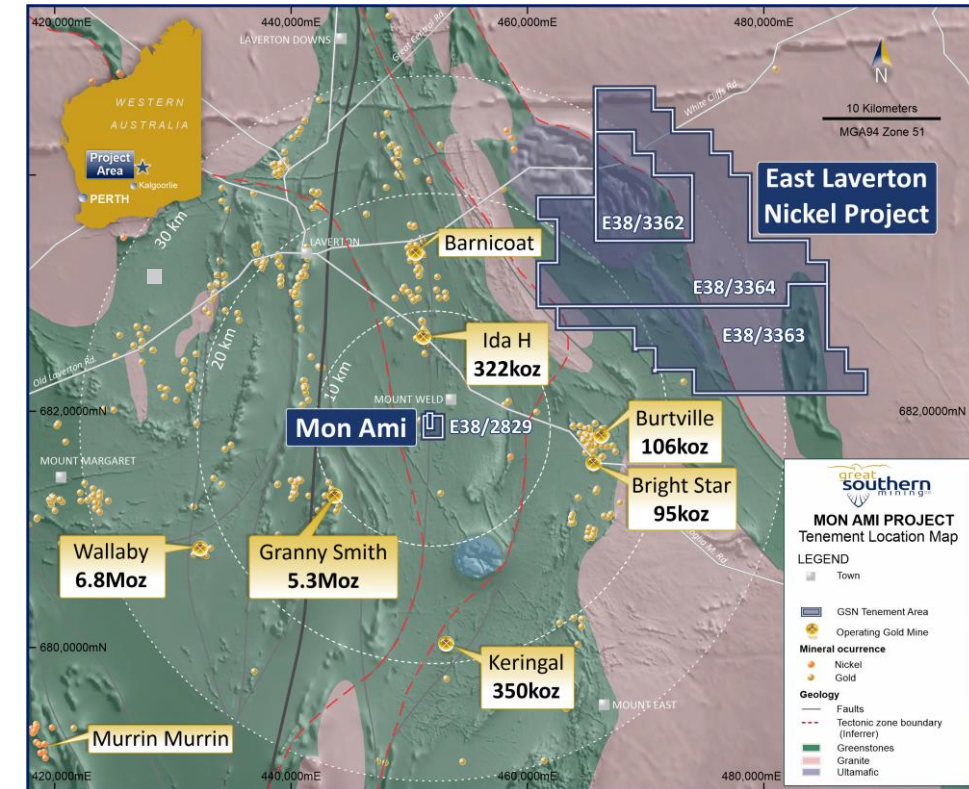 420,000mE
440,000mE
460,000mE
480,000mE
LAVERTON DOWNS
Great Central Rd.
White Cliffs Rd.
N
10 Kilometers
MGA94 Zone 51
WESTERN
AUSTRALIA
Project
Area
Kalgoorlie
PERTH
30 km
20 km
10 km
East Laverton
Nickel Project
E38/3362
E38/3364
E38/3363
LAVERTON
Barnicoat
Ida H
322koz
Old Laverton Rd.
682,0000mN
682,0000mN
MOUNT WELD
Mon Ami
E38/2829
Burtville
106koz
Bright Star
95koz
MOUNT MARGARET
Wallaby
6.8Moz
Granny Smith
5.3Moz
680,0000mN
Keringal
350koz
MOUNT EAST
Murrin Murrin
420,000mE
440,000mE
460,000mE
480,000mE
great
southern
mining
MON AMI PROJECT
Tenement Location Map
LEGEND
Town
GSN Tenement Area
Operating Gold Mine
Mineral ocurrence
Nickel
Gold
Geology
Faults
Tectonic zone boundary
(Inferrer)
Greenstones
Granite
Ultamafic